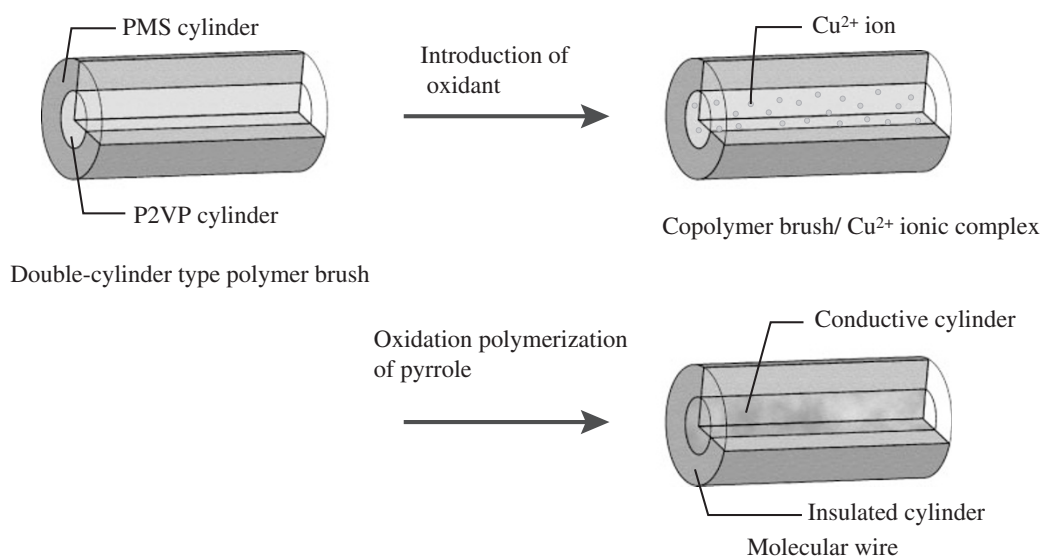 PMS cylinder
P2VP cylinder
Double-cylinder type polymer brush
Introduction of
oxidant
Cu²⁺ ion
Copolymer brush/ Cu²⁺ ionic complex
Oxidation polymerization
of pyrrole
Conductive cylinder
Insulated cylinder
Molecular wire